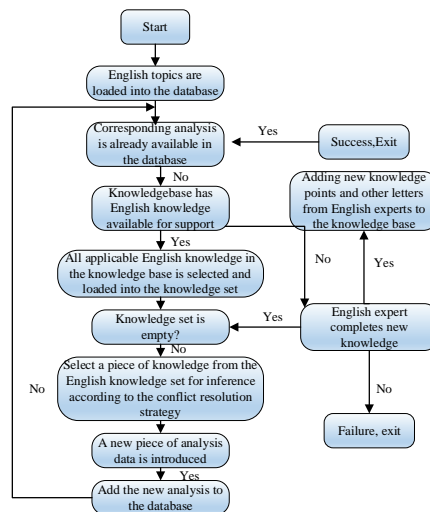 Start
English topics are
loaded into the database
Corresponding analysis
is already available in
the database
Yes
Success,Exit
No
Knowledgebase has
English knowledge
available for support
Adding new knowledge
points and other letters
from English experts to
the knowledge base
Yes
No
Yes
All applicable English knowledge in
the knowledge base is selected and
loaded into the knowledge set
Knowledge set is
empty?
Yes
English expert
completes new
knowledge
No
No
Select a piece of knowledge from the
English knowledge set for inference
according to the conflict resolution
strategy
No
Failure, exit
A new piece of analysis
data is introduced
Yes
Add the new analysis to
the database